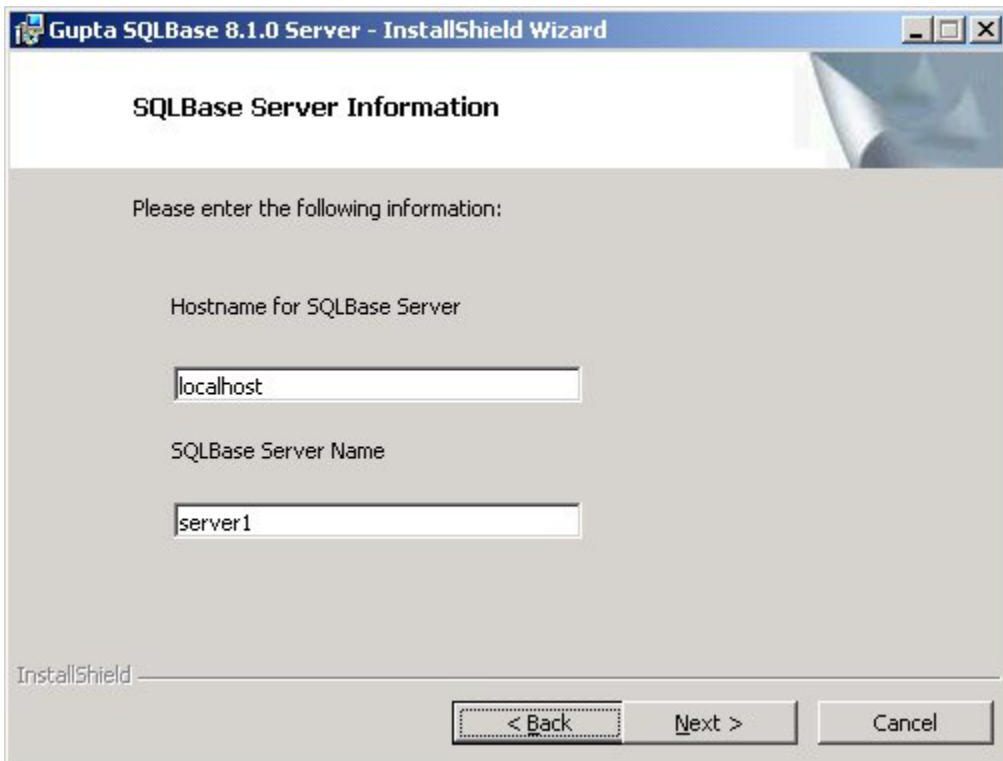 Gupta SQLBase 8.1.0 Server - InstallShield Wizard
SQLBase Server Information
Please enter the following information:
Hostname for SQLBase Server
localhost
SQLBase Server Name
server1
InstallShield
< Back Next > Cancel